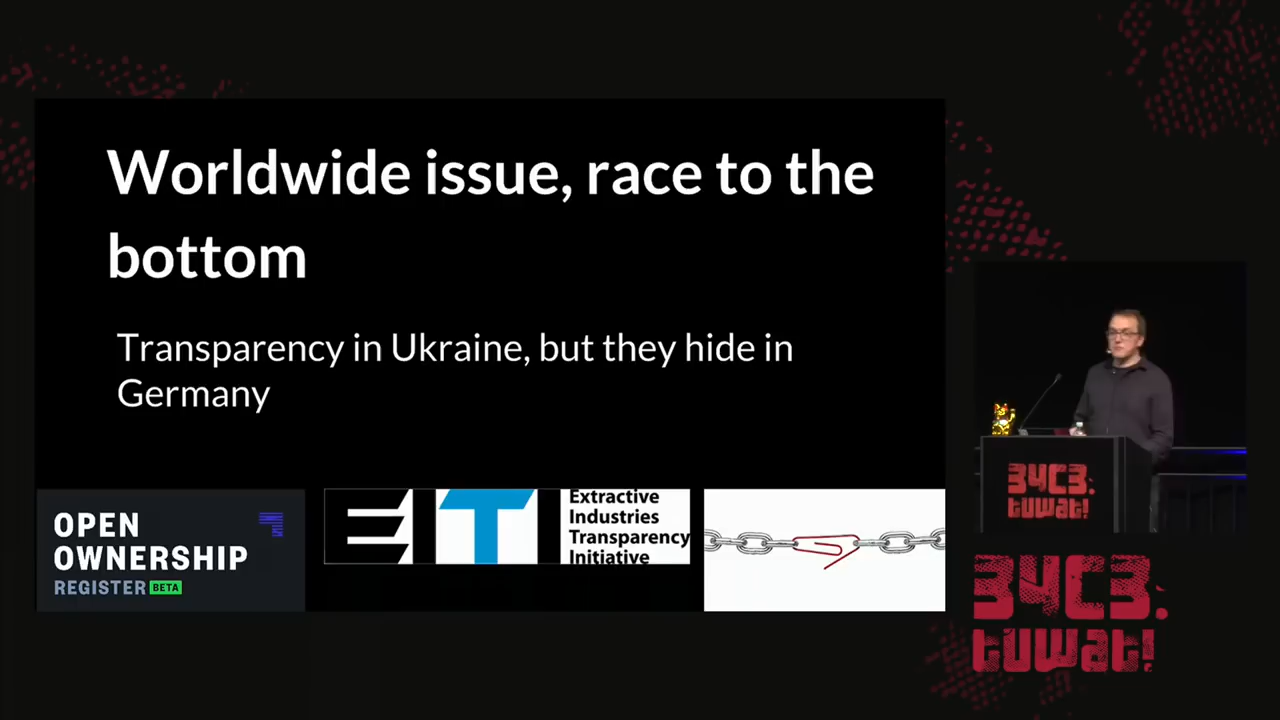 Worldwide issue, race to the
bottom
Transparency in Ukraine, but they hide in
Germany
OPEN
OWNERSHIP
REGISTER BETA
EIT
Extractive
Industries
Transparency
Initiative
34C3.
tuwat!
34C3.
tuwat!